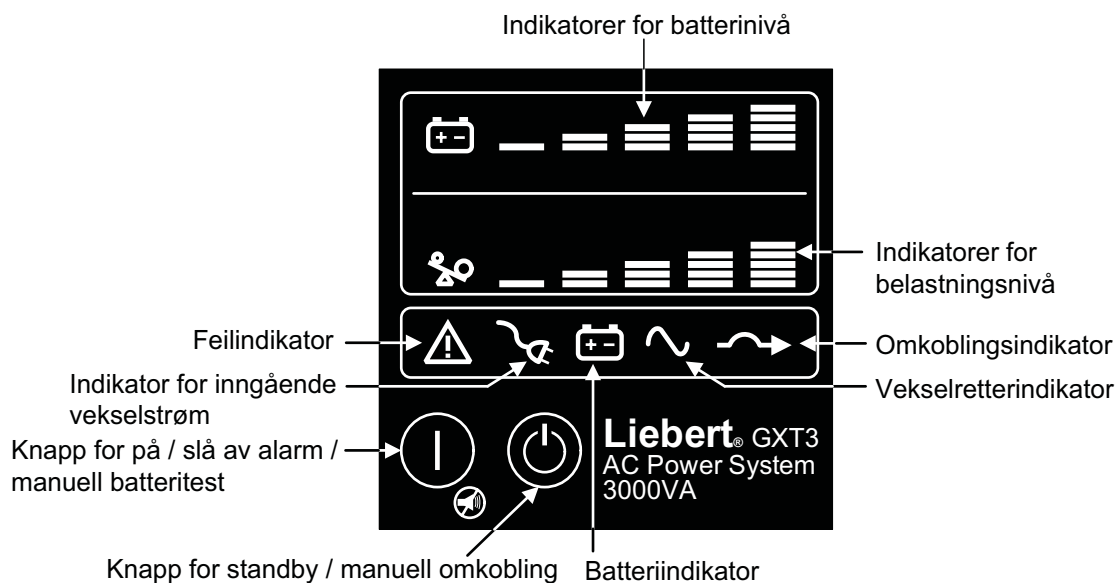 Indikatorer for batterinivå
Indikatorer for
belastningsnivå
Feilindikator
Omkoblingsindikator
Indikator for inngående
vekselstrøm
Vekselretterindikator
Knapp for på / slå av alarm /
manuell batteritest
Liebert® GXT3
AC Power System
3000VA
Knapp for standby / manuell omkobling
Batteriindikator